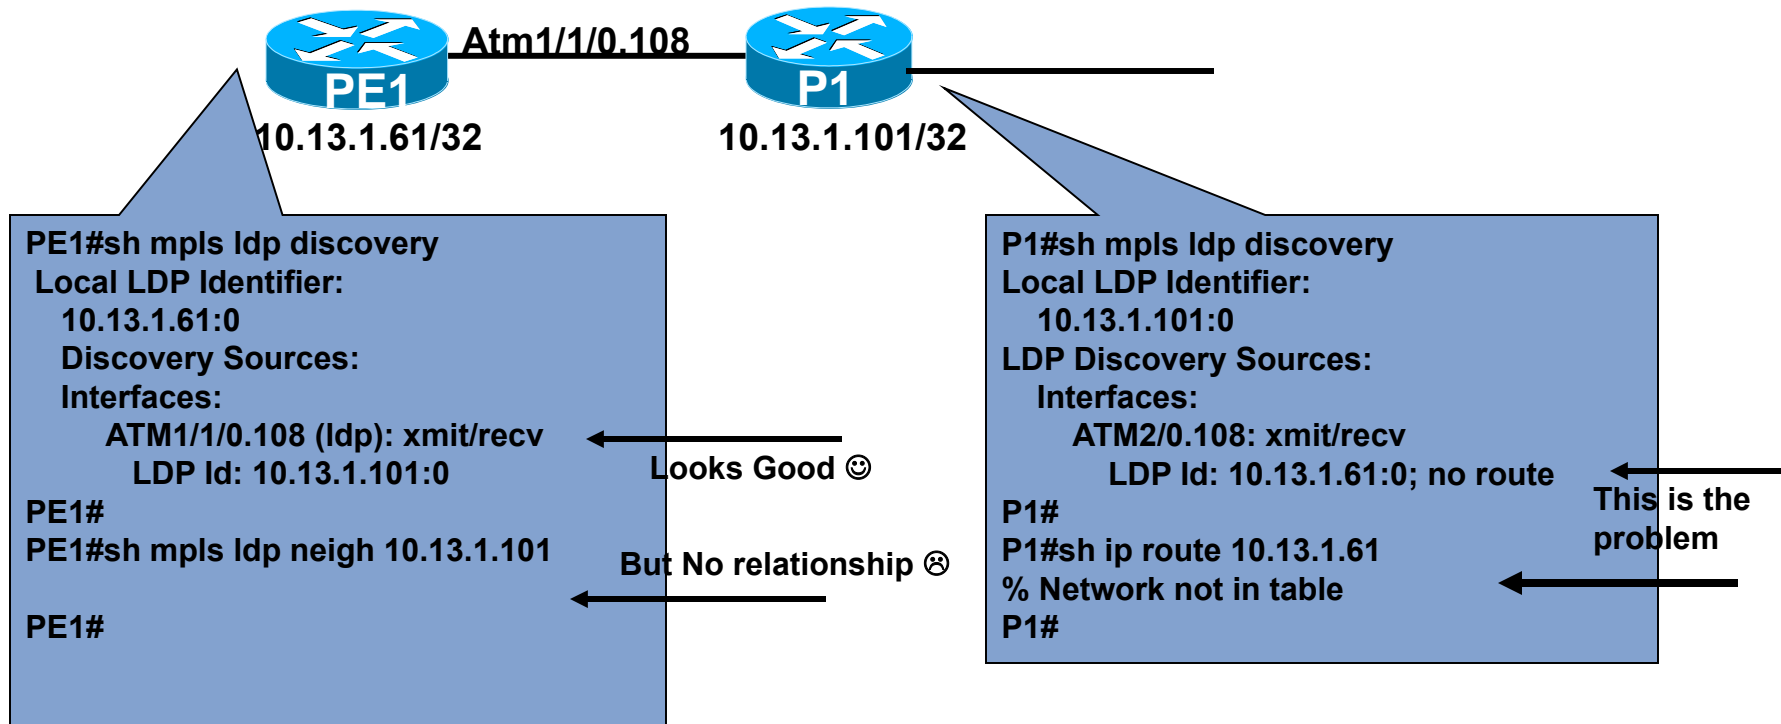 Atm1/1/0.108
PE1
P1
10.13.1.61/32
10.13.1.101/32
PE1#sh mpls ldp discovery
Local LDP Identifier:
10.13.1.61:0
Discovery Sources:
Interfaces:
ATM1/1/0.108 (ldp): xmit/recv
LDP Id: 10.13.1.101:0
PE1#
PE1#sh mpls ldp neigh 10.13.1.101
PE1#
Looks Good ☺
But No relationship ☹
P1#sh mpls ldp discovery
Local LDP Identifier:
10.13.1.101:0
LDP Discovery Sources:
Interfaces:
ATM2/0.108: xmit/recv
LDP Id: 10.13.1.61:0; no route
P1#
P1#sh ip route 10.13.1.61
% Network not in table
P1#
This is the
problem